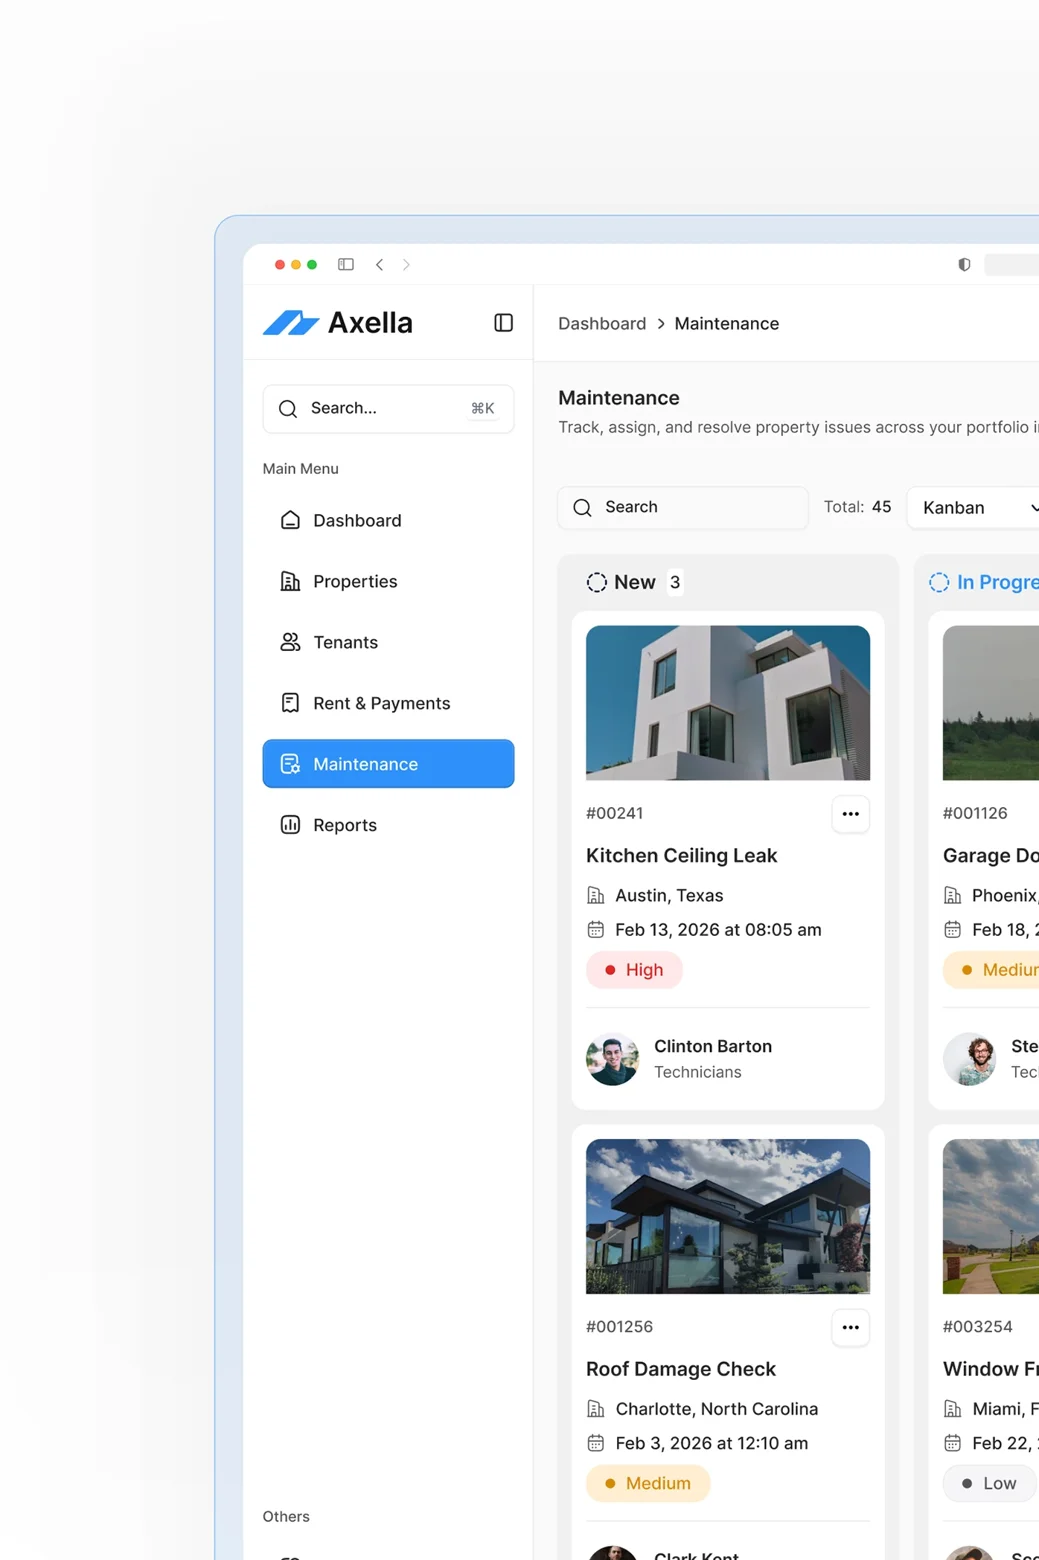 Axella
Search...
⌘K
Main Menu
Dashboard
Properties
Tenants
Rent & Payments
Maintenance
Reports
Others
Dashboard > Maintenance
Maintenance
Track, assign, and resolve property issues across your portfolio
Search
Total: 45
Kanban
New 3
#00241
Kitchen Ceiling Leak
Austin, Texas
Feb 13, 2026 at 08:05 am
High
Clinton Barton
Technicians
#001256
Roof Damage Check
Charlotte, North Carolina
Feb 3, 2026 at 12:10 am
Medium
Clark Kent
In Progre
#001126
Garage Do
Phoenix,
Feb 18, 2
Medium
Ste
Tec
#003254
Window Fr
Miami, F
Feb 22,
Low